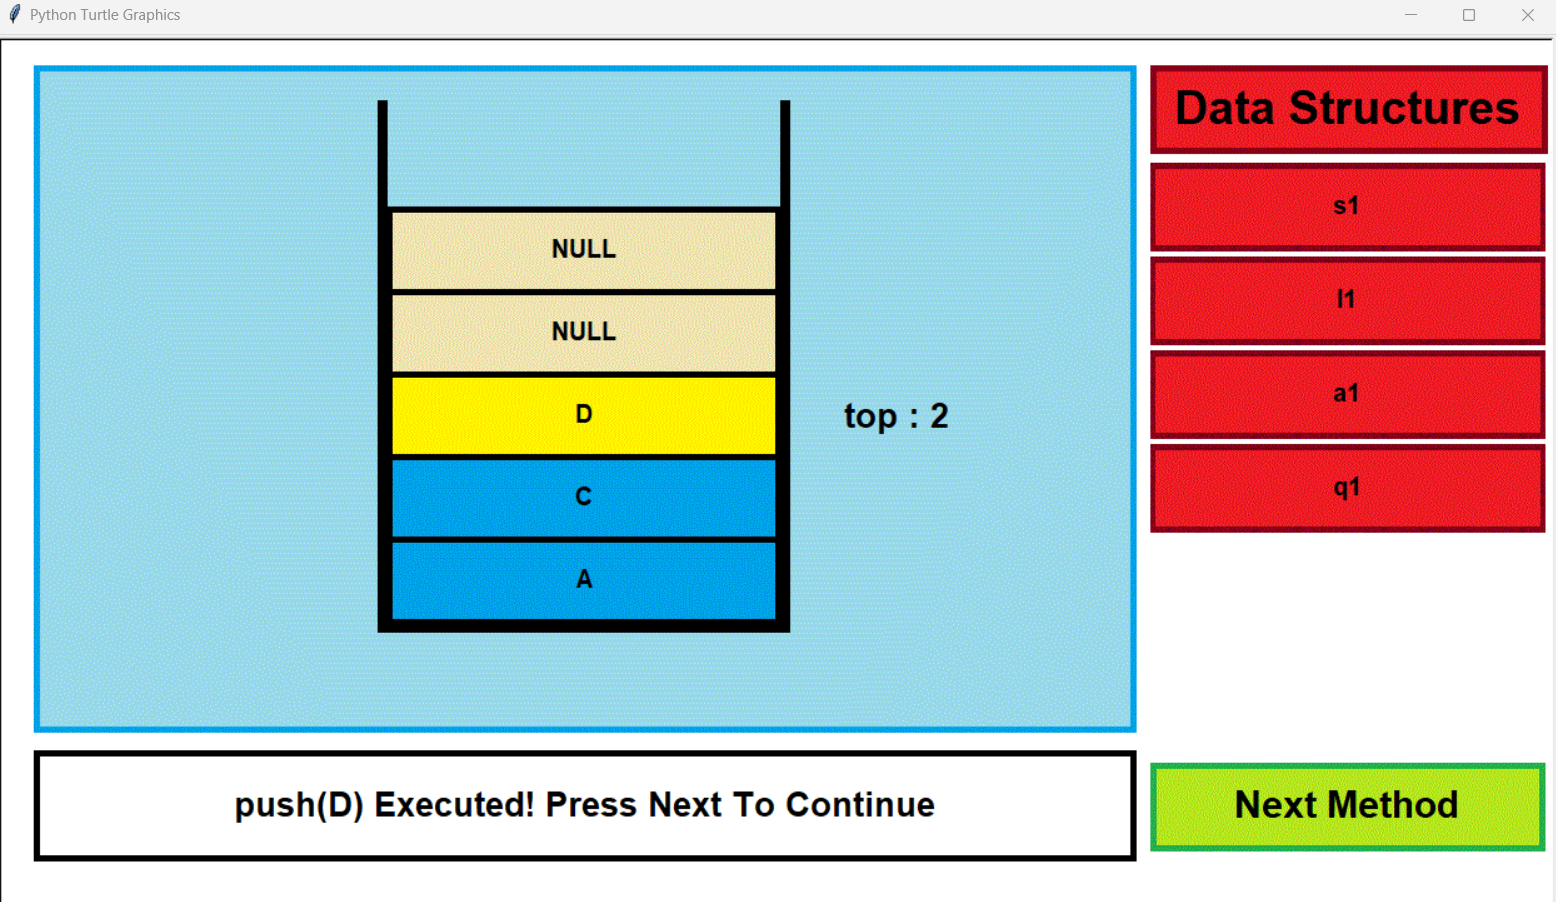 Python Turtle Graphics
Data Structures
s1
l1
a1
q1
NULL
NULL
D
top : 2
C
A
push(D) Executed! Press Next To Continue
Next Method